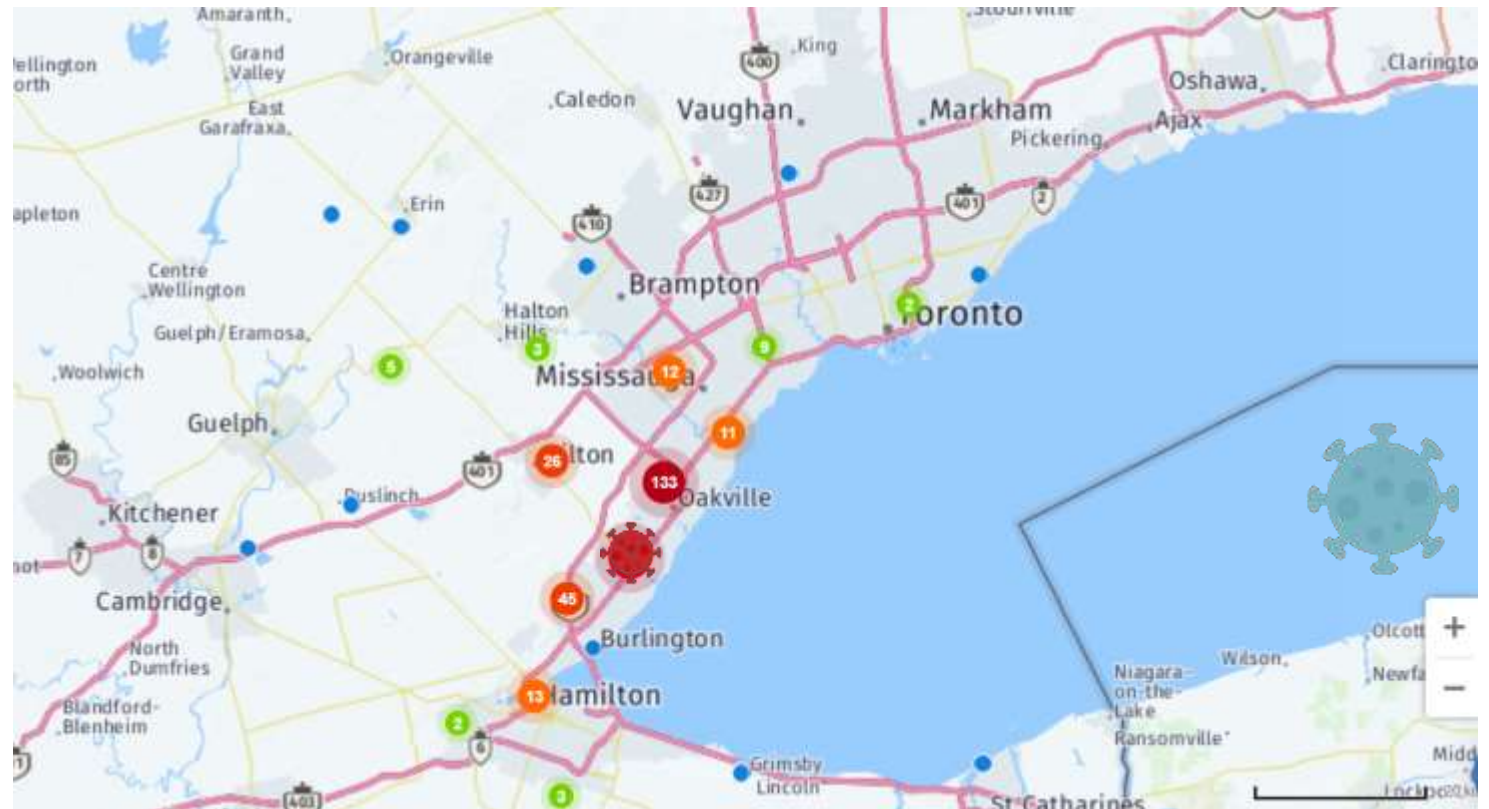 Amaranth
Stouffville
Grand
Valley
Orangeville
400
King
Clarington
East
Garafraxa
Caledon
Vaughan
Markham
Oshawa
Pickering
Ajax
427
401
2
Erin
410
Centre
Wellington
Brampton
Halton
Hills
2
Toronto
Guelph/Eramosa
3
9
5
Woolwich
Mississauga
12
Guelph
11
85
26
ilton
401
133
Oakville
Puslinch
Kitchener
7
8
Cambridge
45
Burlington
North
Dumfries
Olcott
+
Wilson
Niagara-
on-the-
Lake
−
13
Hamilton
2
Blandford-
Blenheim
6
Ransomville
Grimsby
Lincoln
3
403
St Catharines